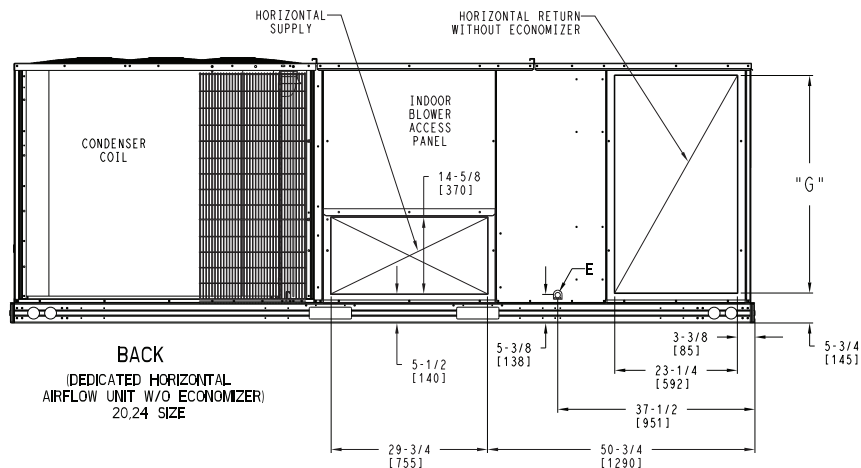 HORIZONTAL
SUPPLY
HORIZONTAL RETURN
WITHOUT ECONOMIZER
CONDENSER
COIL
INDOOR
BLOWER
ACCESS
PANEL
14-5/8
[370]
"G"
E
BACK
(DEDICATED HORIZONTAL
AIRFLOW UNIT W/O ECONOMIZER)
20,24 SIZE
5-1/2
[140]
5-3/8
[138]
3-3/8
[85]
5-3/4
[145]
23-1/4
[592]
37-1/2
[951]
29-3/4
[755]
50-3/4
[1290]